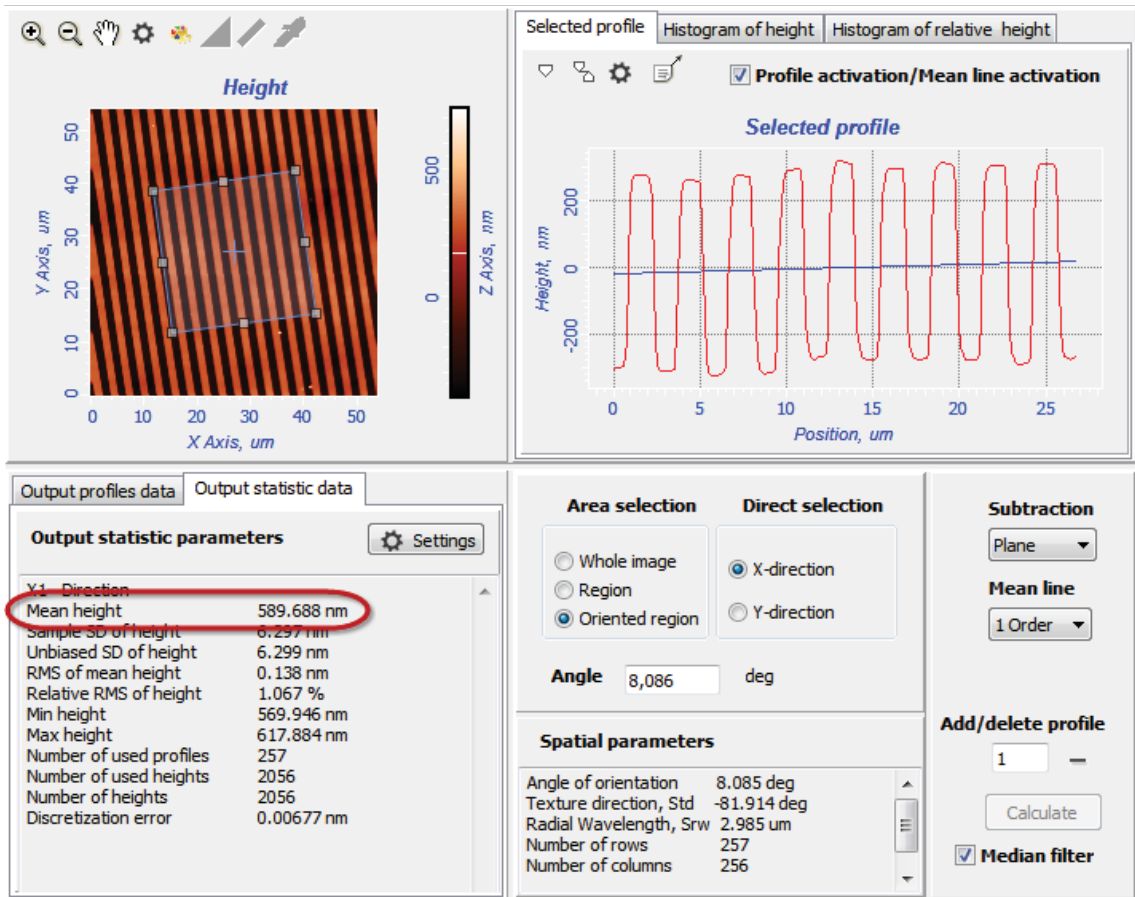 Height
50
40
30
20
10
0
Y Axis, um
0 10 20 30 40 50
X Axis, um
500
0
Z Axis, nm
Selected profile Histogram of height Histogram of relative height
Profile activation/Mean line activation
Selected profile
200
0
-200
Height, nm
0 5 10 15 20 25
Position, um
Output profiles data Output statistic data
Output statistic parameters Settings
X1 - Direction
Mean height 589.688 nm
Sample SD of height 6.297 nm
Unbiased SD of height 6.299 nm
RMS of mean height 0.138 nm
Relative RMS of height 1.067 %
Min height 569.946 nm
Max height 617.884 nm
Number of used profiles 257
Number of used heights 2056
Number of heights 2056
Discretization error 0.00677 nm
Area selection Direct selection
Whole image
Region
Oriented region
X-direction
Y-direction
Angle 8,086 deg
Spatial parameters
Angle of orientation 8.085 deg
Texture direction, Std -81.914 deg
Radial Wavelength, Srw 2.985 um
Number of rows 257
Number of columns 256
Subtraction
Plane
Mean line
1 Order
Add/delete profile
1
Calculate
Median filter